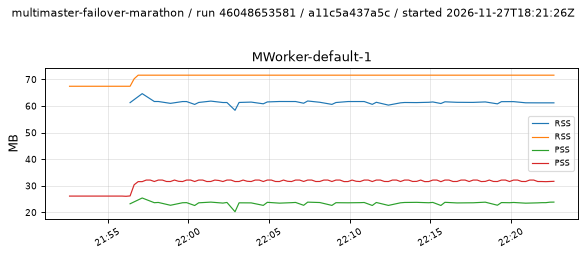 multimaster-failover-marathon / run 46048653581 / a11c5a437a5c / started 2026-11-27T18:21:26Z
MWorker-default-1
MB
70
60
50
40
30
20
RSS
RSS
PSS
PSS
21:55
22:00
22:05
22:10
22:15
22:20